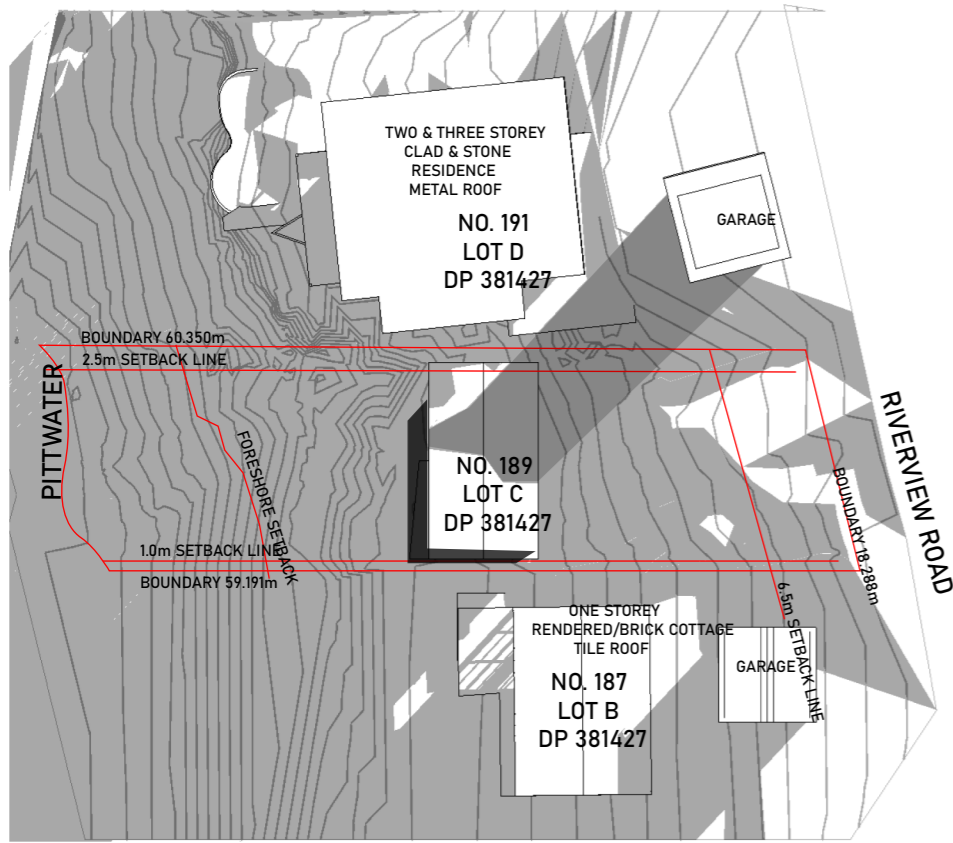 TWO & THREE STOREY
CLAD & STONE
RESIDENCE
METAL ROOF
NO. 191
LOT D
DP 381427
GARAGE
BOUNDARY 60.350m
2.5m SETBACK LINE
PITTWATER
FORESHORE SETBACK
NO. 189
LOT C
DP 381427
RIVERVIEW ROAD
BOUNDARY 18.288m
1.0m SETBACK LINE
BOUNDARY 59.191m
6.5m SETBACK LINE
ONE STOREY
RENDERED/BRICK COTTAGE
TILE ROOF
NO. 187
LOT B
DP 381427
GARAGE